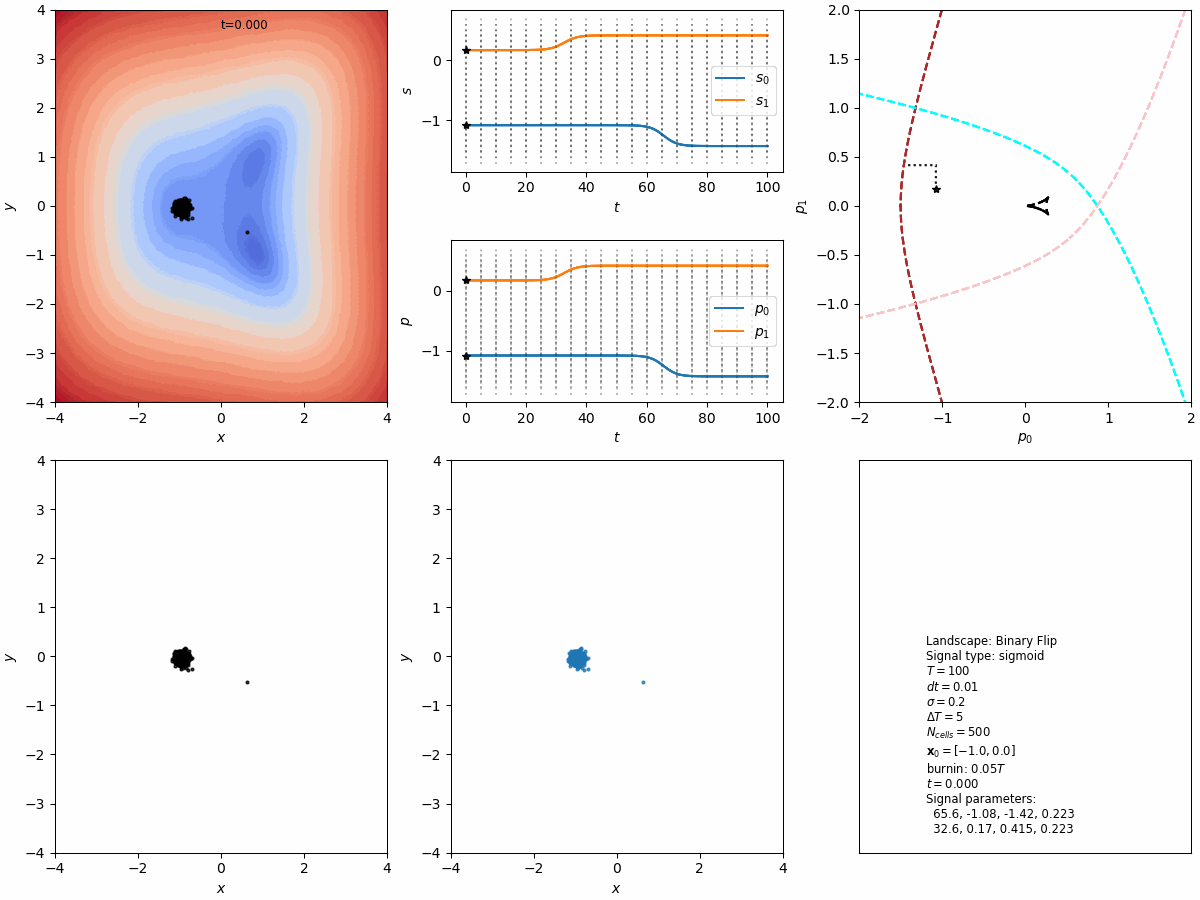 t=0.000
4
3
2
1
0
−1
−2
−3
−4
y
−4
−2
0
2
4
x
0
−1
s
s0
s1
0
20
40
60
80
100
t
0
−1
p
p0
p1
0
20
40
60
80
100
t
2.0
1.5
1.0
0.5
0.0
−0.5
−1.0
−1.5
−2.0
p1
−2
−1
0
1
2
p0
4
3
2
1
0
−1
−2
−3
−4
y
−4
−2
0
2
4
x
4
3
2
1
0
−1
−2
−3
−4
y
−4
−2
0
2
4
x
Landscape: Binary Flip
Signal type: sigmoid
T = 100
dt = 0.01
σ = 0.2
ΔT = 5
Ncells = 500
x0 = [−1.0, 0.0]
burnin: 0.05T
t = 0.000
Signal parameters:
65.6, -1.08, -1.42, 0.223
32.6, 0.17, 0.415, 0.223